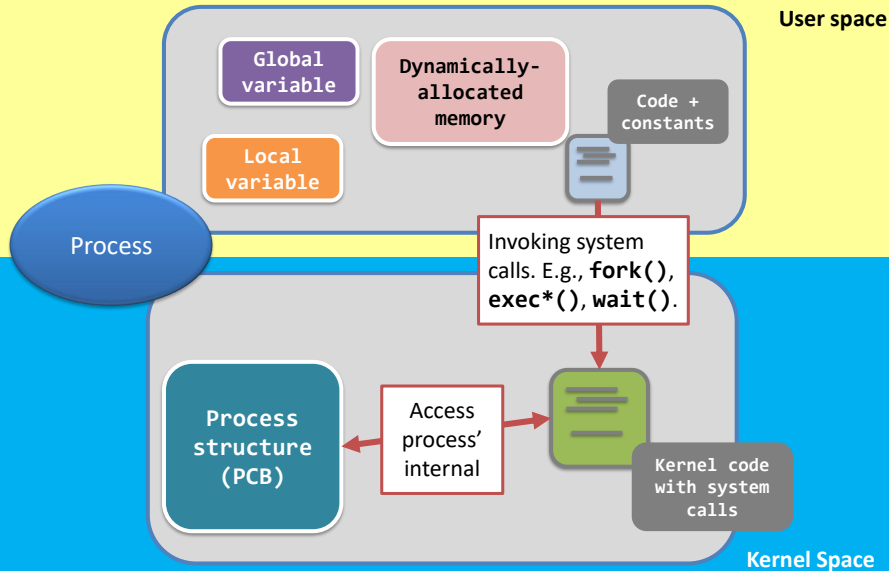 User space
Global
variable
Dynamically-
allocated
memory
Code +
constants
Local
variable
Process
Invoking system
calls. E.g., fork(),
exec*(), wait().
Process
structure
(PCB)
Access
process’
internal
Kernel code
with system
calls
Kernel Space